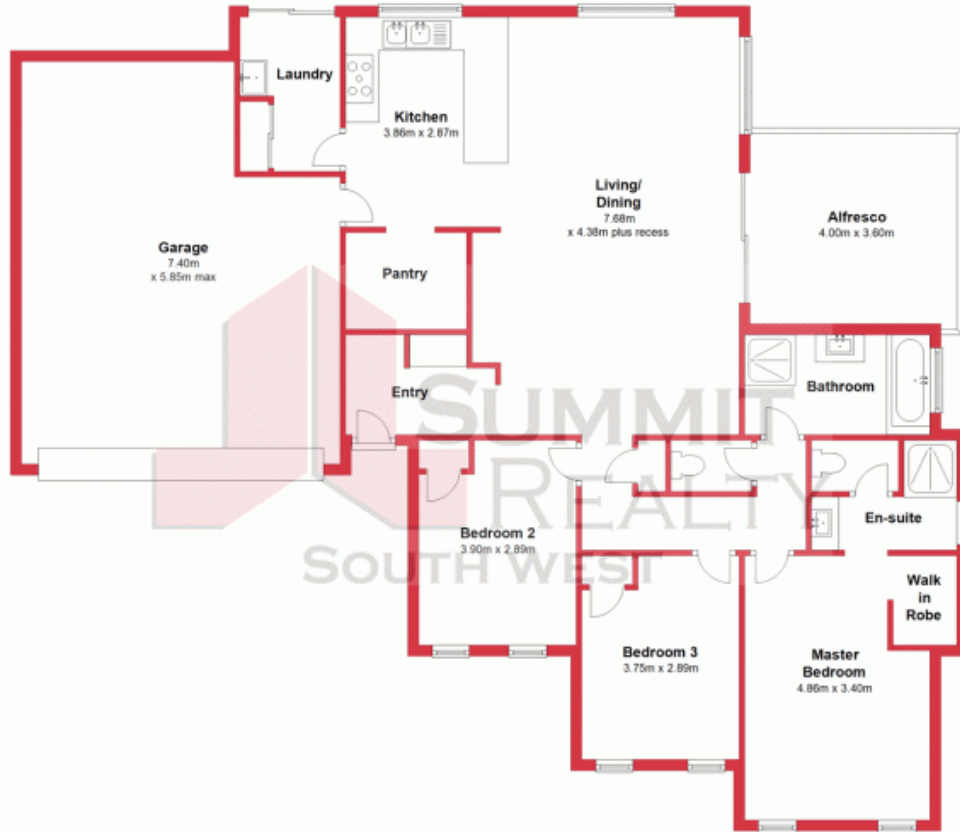 Laundry
Kitchen
3.86m x 2.87m
Living/
Dining
7.68m
x 4.38m plus recess
Alfresco
4.00m x 3.60m
Garage
7.40m
x 5.85m max
Pantry
Entry
Bathroom
SUMMIT
REALTY
SOUTH WEST
En-suite
Bedroom 2
3.90m x 2.89m
Walk
in
Robe
Bedroom 3
3.75m x 2.89m
Master
Bedroom
4.86m x 3.40m